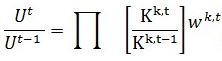 U^t / U^{t-1} = ∏ [K^{k,t} / K^{k,t-1}] w^{k,t}